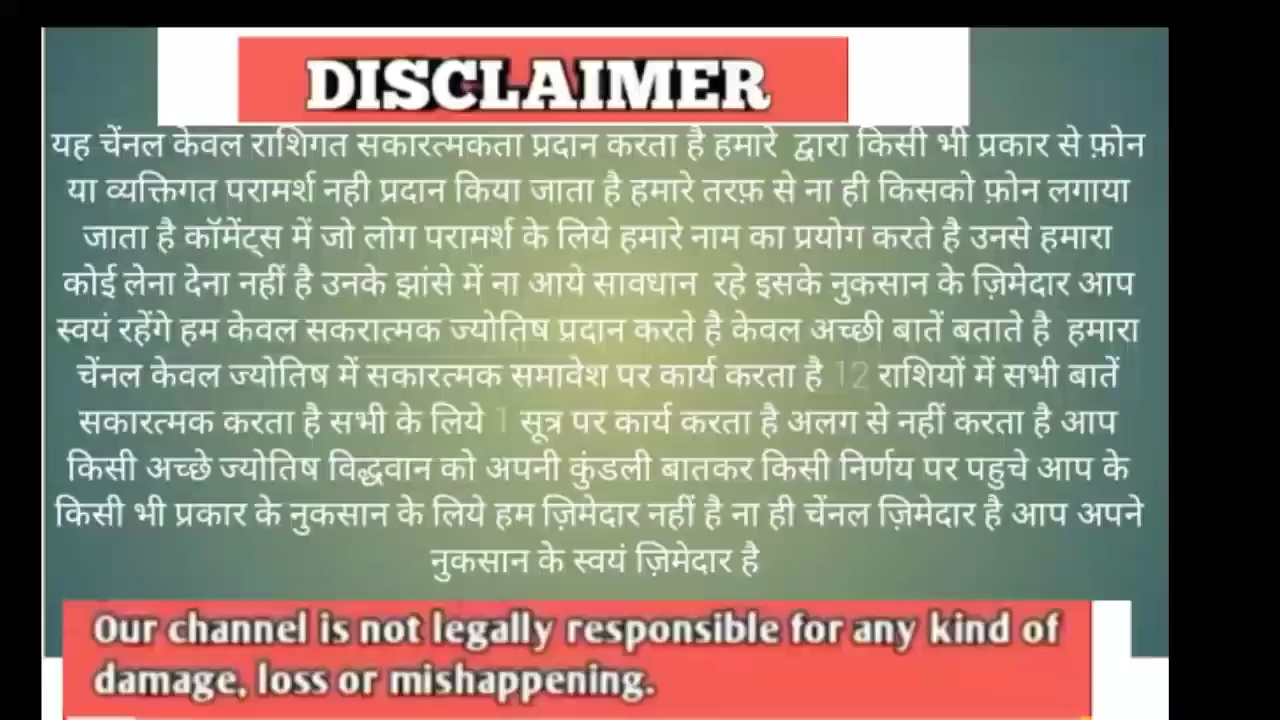 DISCLAIMER
यह चेंनल केवल राशिगत सकारत्मकता प्रदान करता है हमारे द्वारा किसी भी प्रकार से फ़ोन
या व्यक्तिगत परामर्श नही प्रदान किया जाता है हमारे तरफ़ से ना ही किसको फ़ोन लगाया
जाता है कॉमेंट्स में जो लोग परामर्श के लिये हमारे नाम का प्रयोग करते है उनसे हमारा
कोई लेना देना नहीं है उनके झांसे में ना आये सावधान रहे इसके नुकसान के ज़िमेदार आप
स्वयं रहेंगे हम केवल सकरात्मक ज्योतिष प्रदान करते है केवल अच्छी बातें बताते है हमारा
चेंनल केवल ज्योतिष में सकारत्मक समावेश पर कार्य करता है 12 राशियों में सभी बातें
सकारत्मक करता है सभी के लिये 1 सूत्र पर कार्य करता है अलग से नहीं करता है आप
किसी अच्छे ज्योतिष विद्धवान को अपनी कुंडली बातकर किसी निर्णय पर पहुचे आप के
किसी भी प्रकार के नुकसान के लिये हम ज़िमेदार नहीं है ना ही चेंनल ज़िमेदार है आप अपने
नुकसान के स्वयं ज़िमेदार है
Our channel is not legally responsible for any kind of
damage, loss or mishappening.